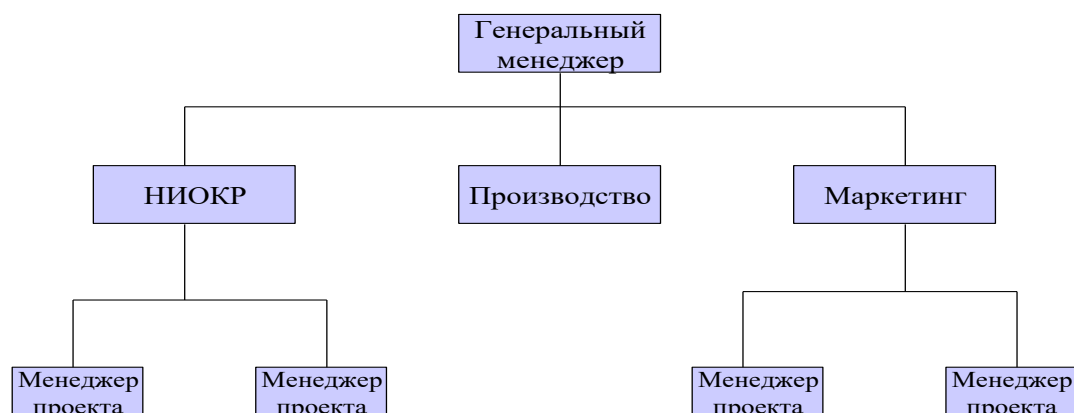 Генеральный
менеджер
НИОКР
Производство
Маркетинг
Менеджер
проекта
Менеджер
проекта
Менеджер
проекта
Менеджер
проекта